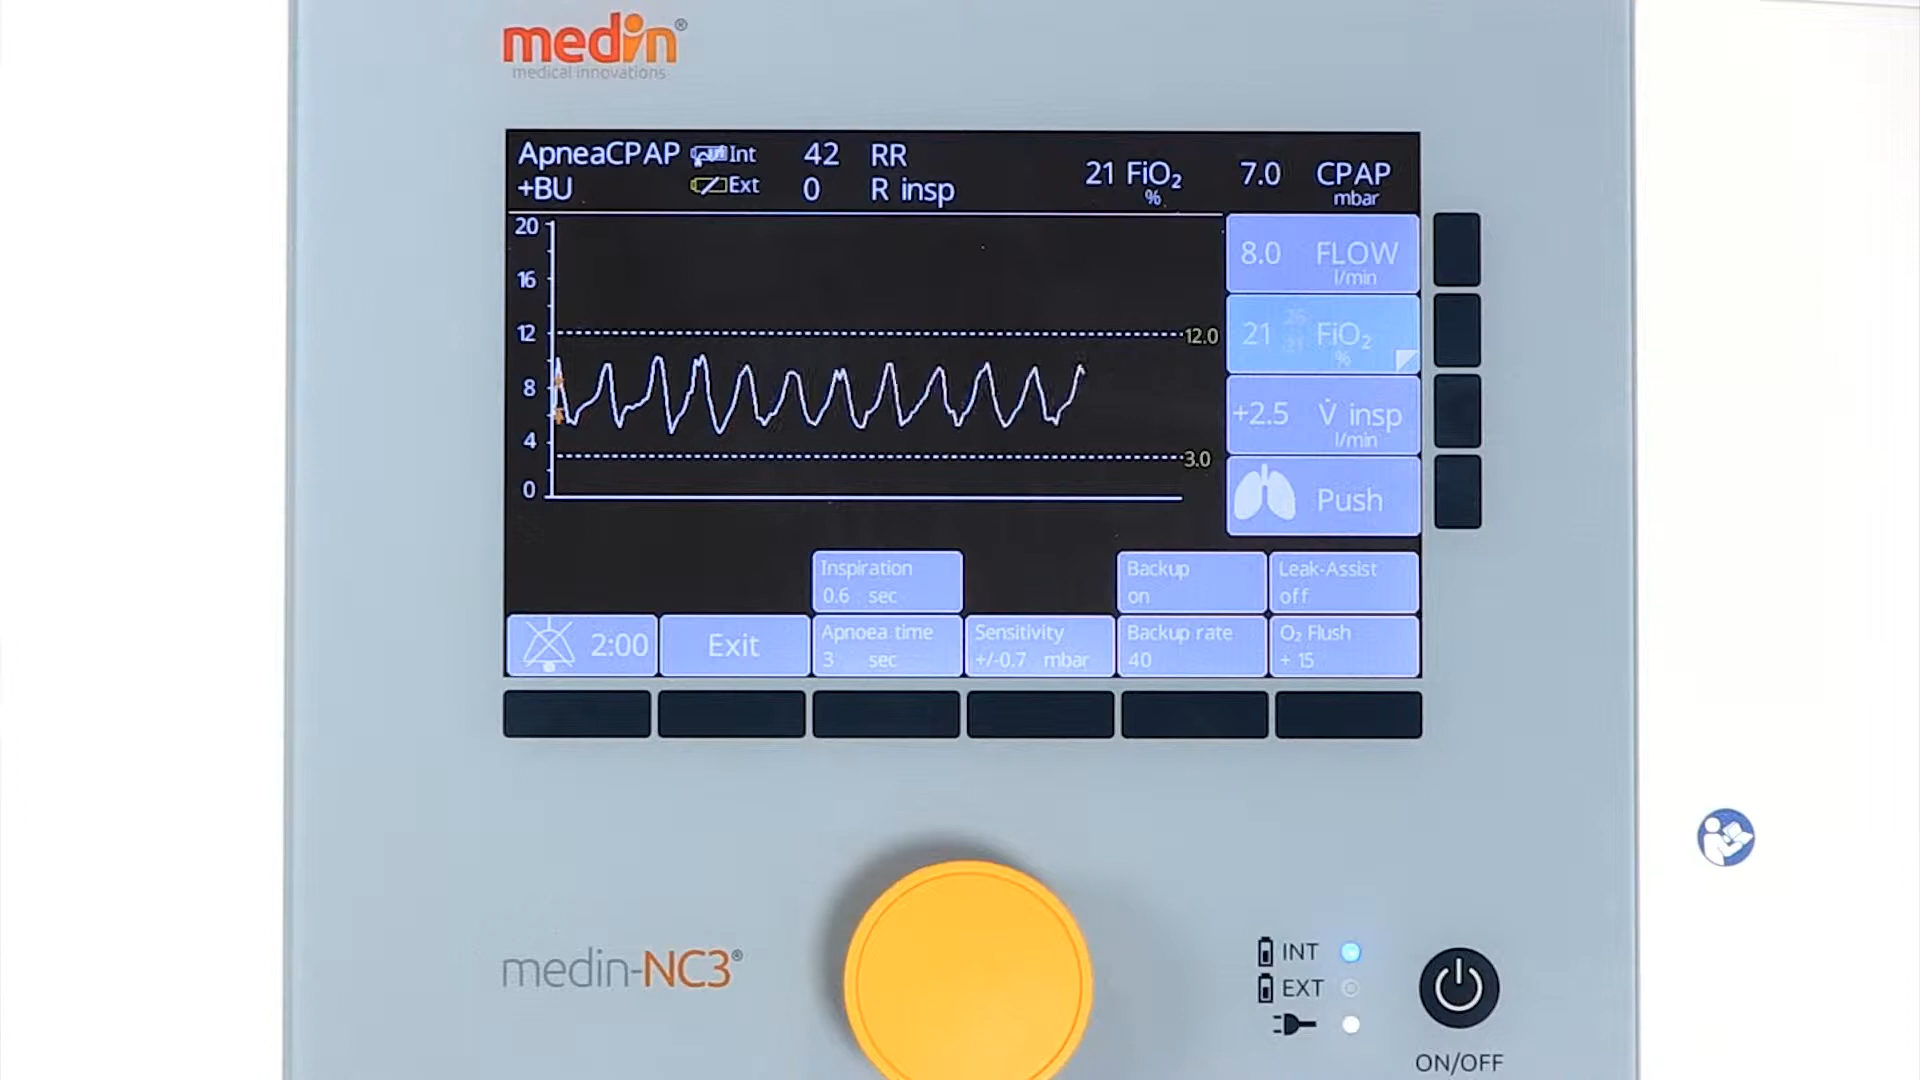 medin®
medical innovations
ApneaCPAP Int 42 RR 21 FiO₂ % 7.0 CPAP mbar
+BU Ext 0 R insp
20
16
12
8
4
0
12.0
3.0
8.0 FLOW l/min
21 26 21 FiO₂ %
+2.5 V̇ insp l/min
Push
Inspiration
0.6 sec
Backup
on
Leak-Assist
off
2:00
Exit
Apnoea time
3 sec
Sensitivity
+/-0.7 mbar
Backup rate
40
O₂ Flush
+ 15
medin-NC3®
INT
EXT
ON/OFF